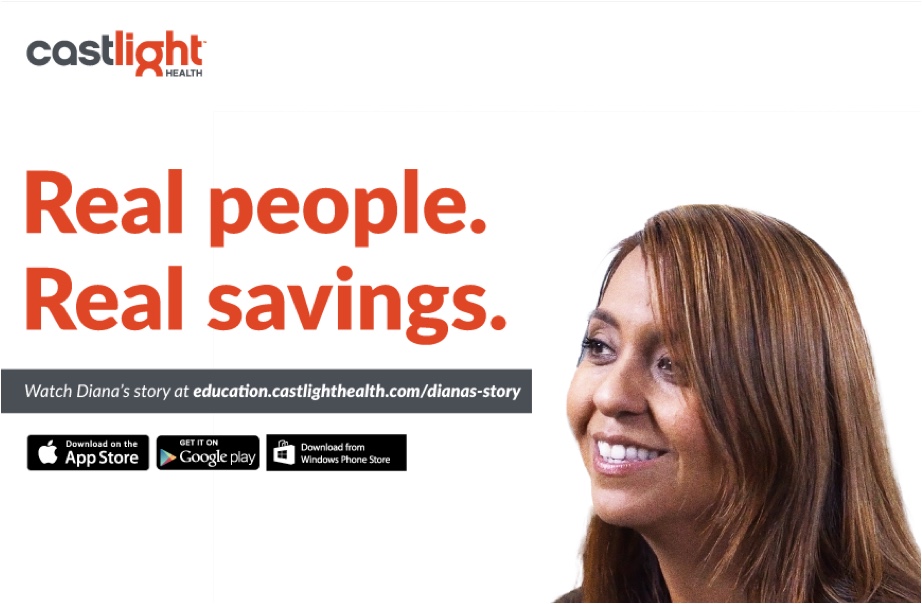 castlight™
HEALTH
Real people.
Real savings.
Watch Diana's story at education.castlighthealth.com/dianas-story
Download on the
App Store
GET IT ON
Google play
Download from
Windows Phone Store